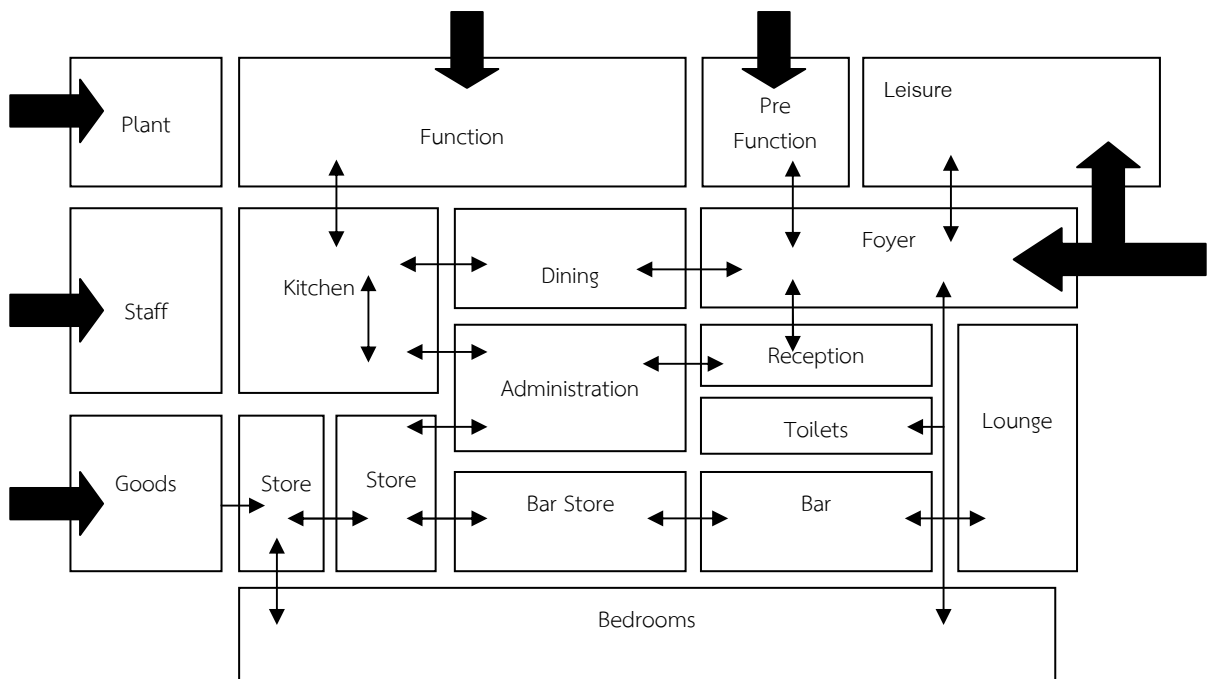 Plant
Function
Pre
Function
Leisure
Staff
Kitchen
Dining
Foyer
Administration
Reception
Toilets
Lounge
Goods
Store
Store
Bar Store
Bar
Bedrooms